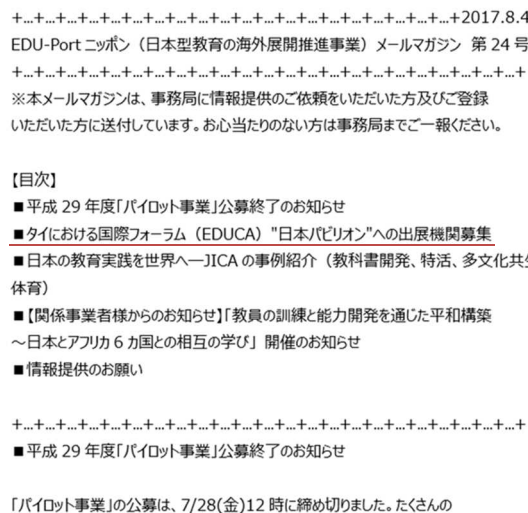 +…+…+…+…+…+…+…+…+…+…+…+…+…+…+…+…+…+…+…+…+2017.8.4
EDU-Port ニッポン（日本型教育の海外展開推進事業）メールマガジン 第 24 号
+…+…+…+…+…+…+…+…+…+…+…+…+…+…+…+…+…+…+…+…+…+…+…+
※本メールマガジンは、事務局に情報提供のご依頼をいただいた方及びご登録
いただいた方に送付しています。お心当たりのない方は事務局までご一報ください。
【目次】
■平成 29 年度「パイロット事業」公募終了のお知らせ
■タイにおける国際フォーラム（EDUCA）"日本パビリオン"への出展機関募集
■日本の教育実践を世界へ―JICA の事例紹介（教科書開発、特活、多文化共生
体育）
■【関係事業者様からのお知らせ】「教員の訓練と能力開発を通じた平和構築
～日本とアフリカ 6 カ国との相互の学び」開催のお知らせ
■情報提供のお願い
+…+…+…+…+…+…+…+…+…+…+…+…+…+…+…+…+…+…+…+…+…+…+…+
■平成 29 年度「パイロット事業」公募終了のお知らせ
「パイロット事業」の公募は、7/28(金)12 時に締め切りました。たくさんの